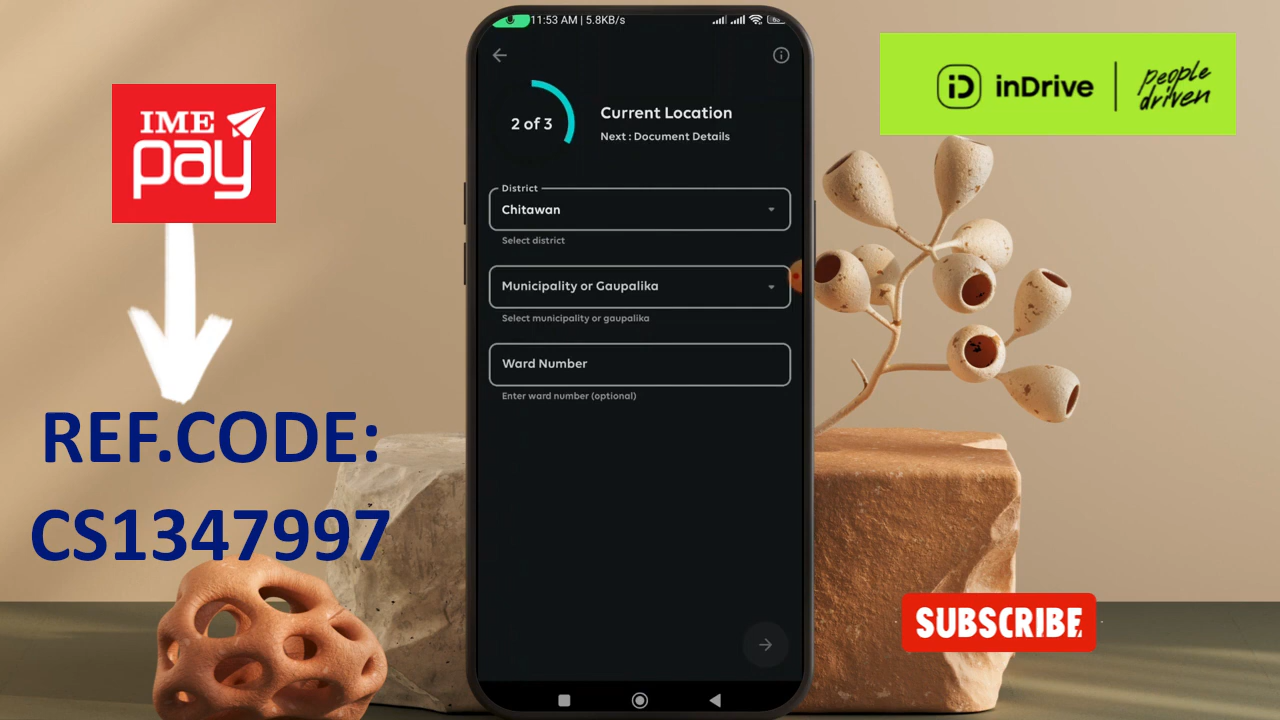 IME
pay
REF.CODE:
CS1347997
11:53 AM | 5.8KB/s
2 of 3
Current Location
Next : Document Details
District
Chitawan
Select district
Municipality or Gaupalika
Select municipality or gaupalika
Ward Number
Enter ward number (optional)
iD inDrive
people
driven
SUBSCRIBE